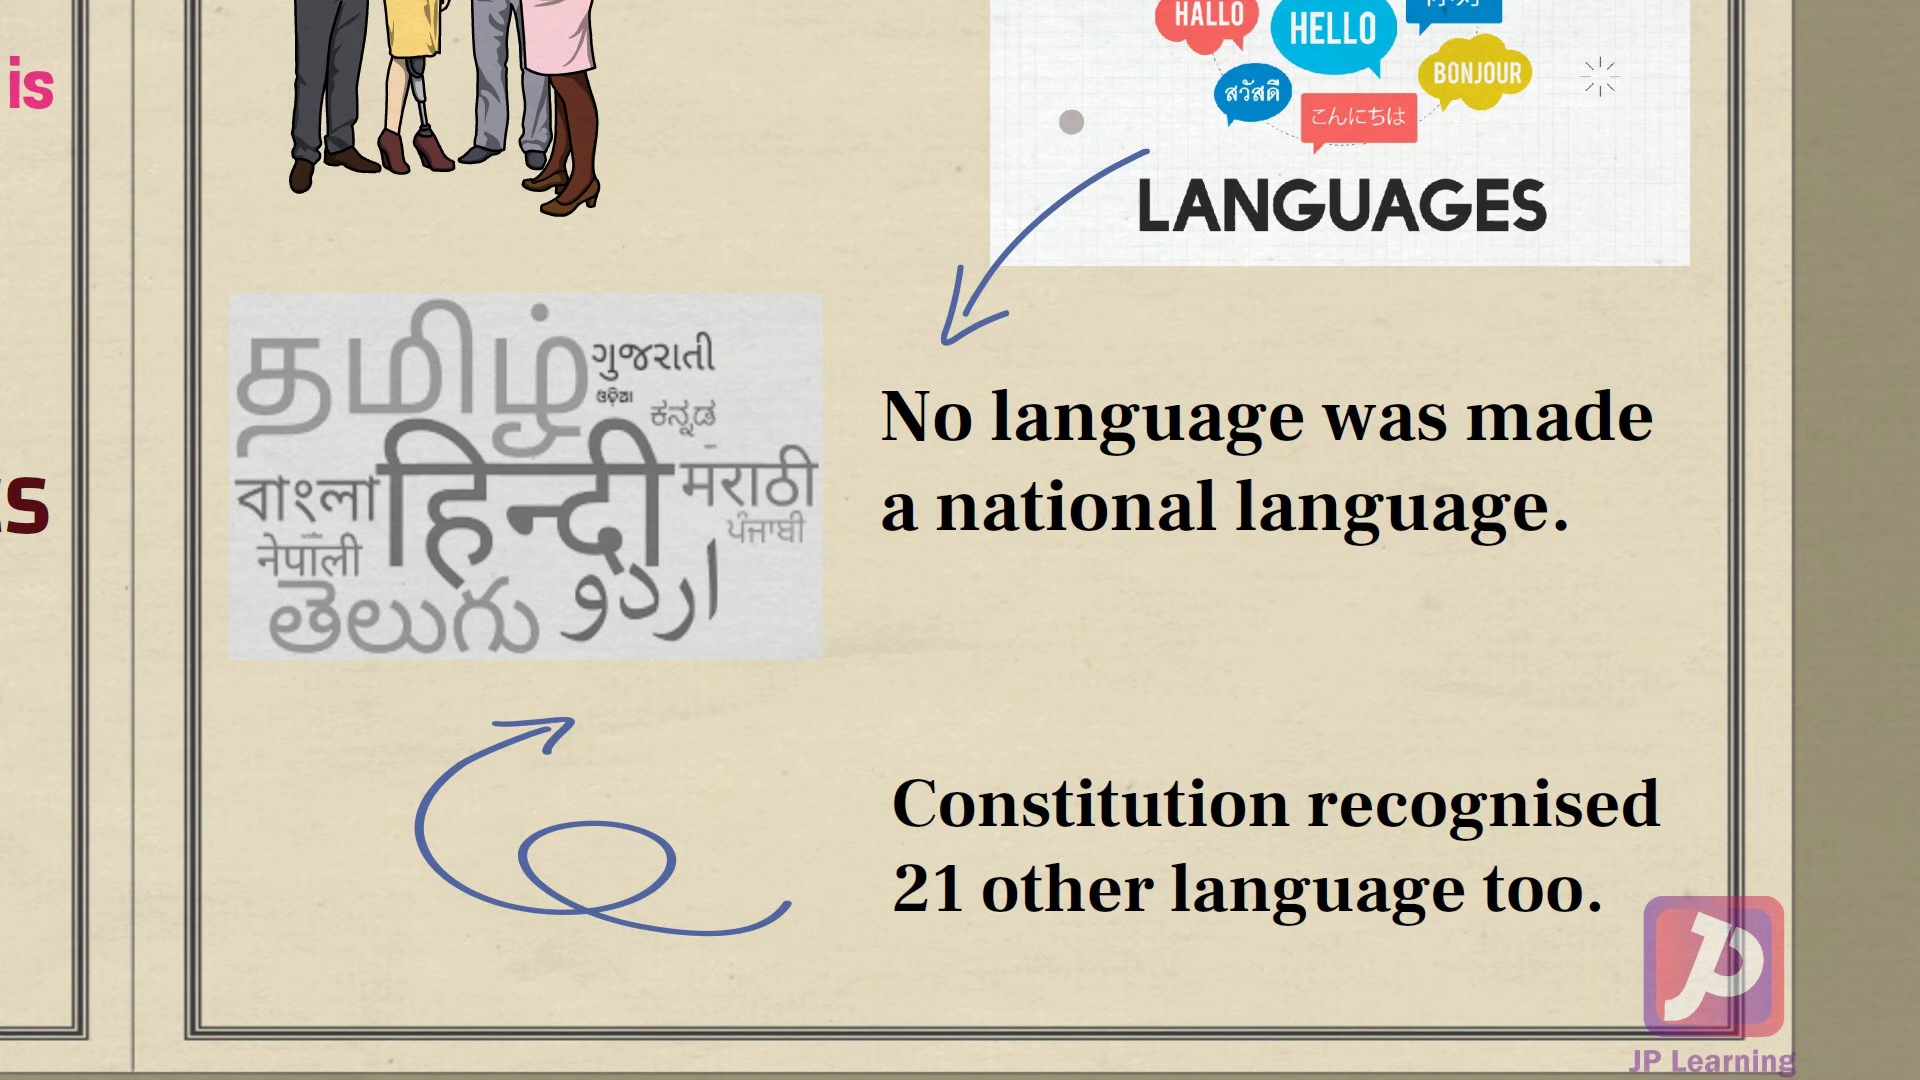 is
HALLO
HELLO
สวัสดี
こんにちは
BONJOUR
LANGUAGES
தமிழ்
ગુજરાતી
ଓଡ଼ିଆ
ಕನ್ನಡ
বাংলা
हिन्दी
मराठी
ਪੰਜਾਬੀ
नेपाली
తెలుగు
اردو
No language was made
a national language.
Constitution recognised
21 other language too.
JP Learning